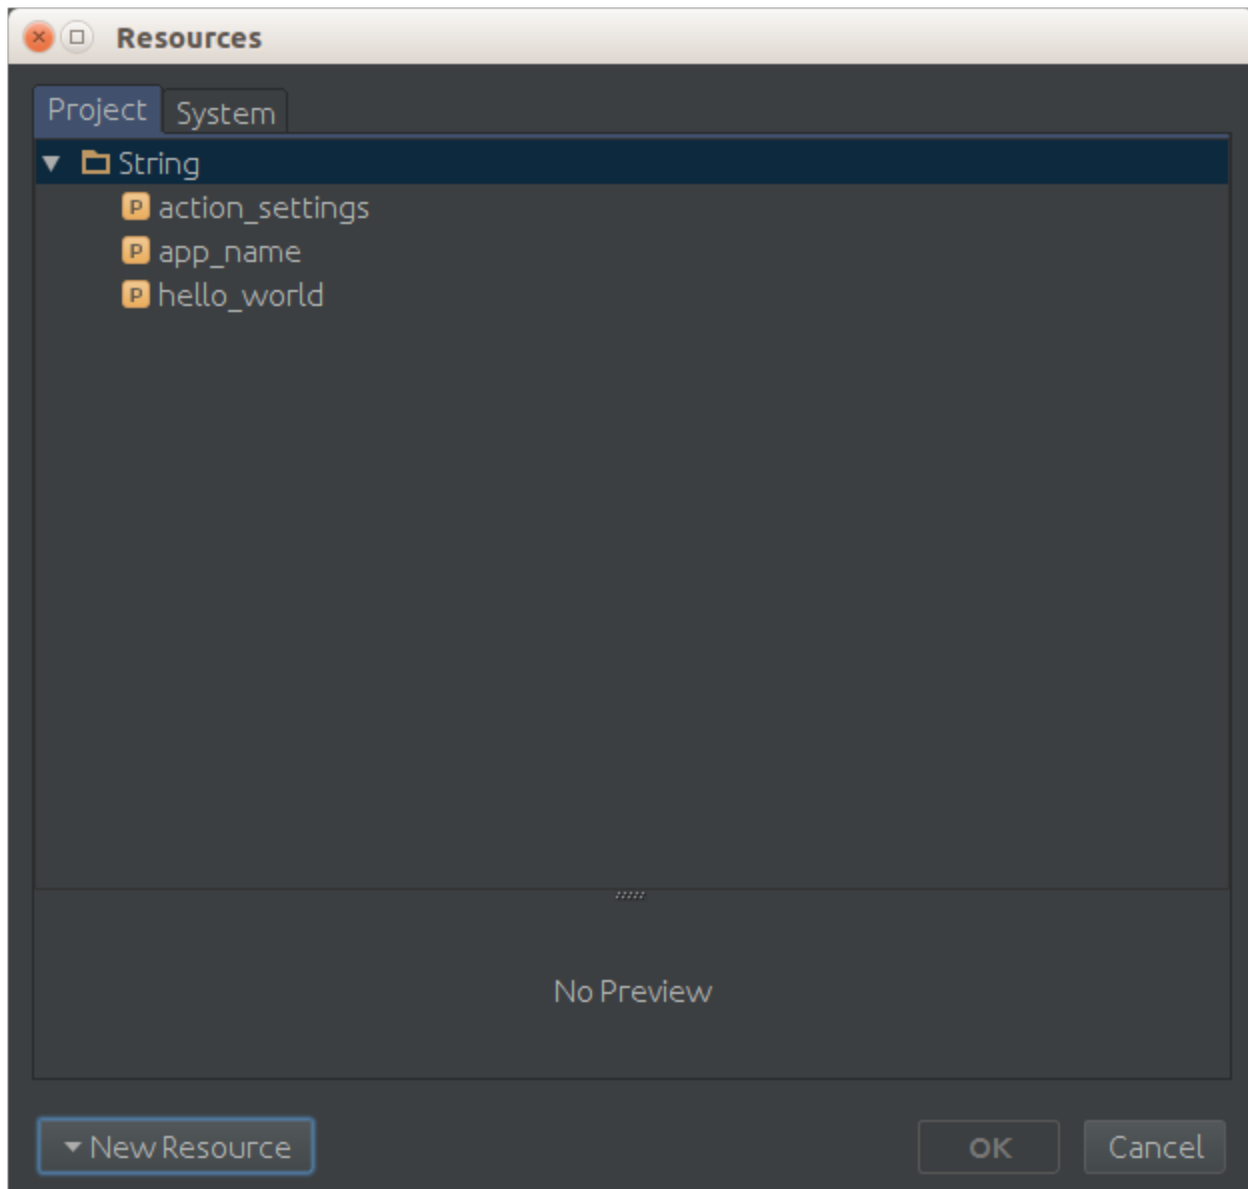 Resources
Project System
String
P action_settings
P app_name
P hello_world
No Preview
New Resource OK Cancel